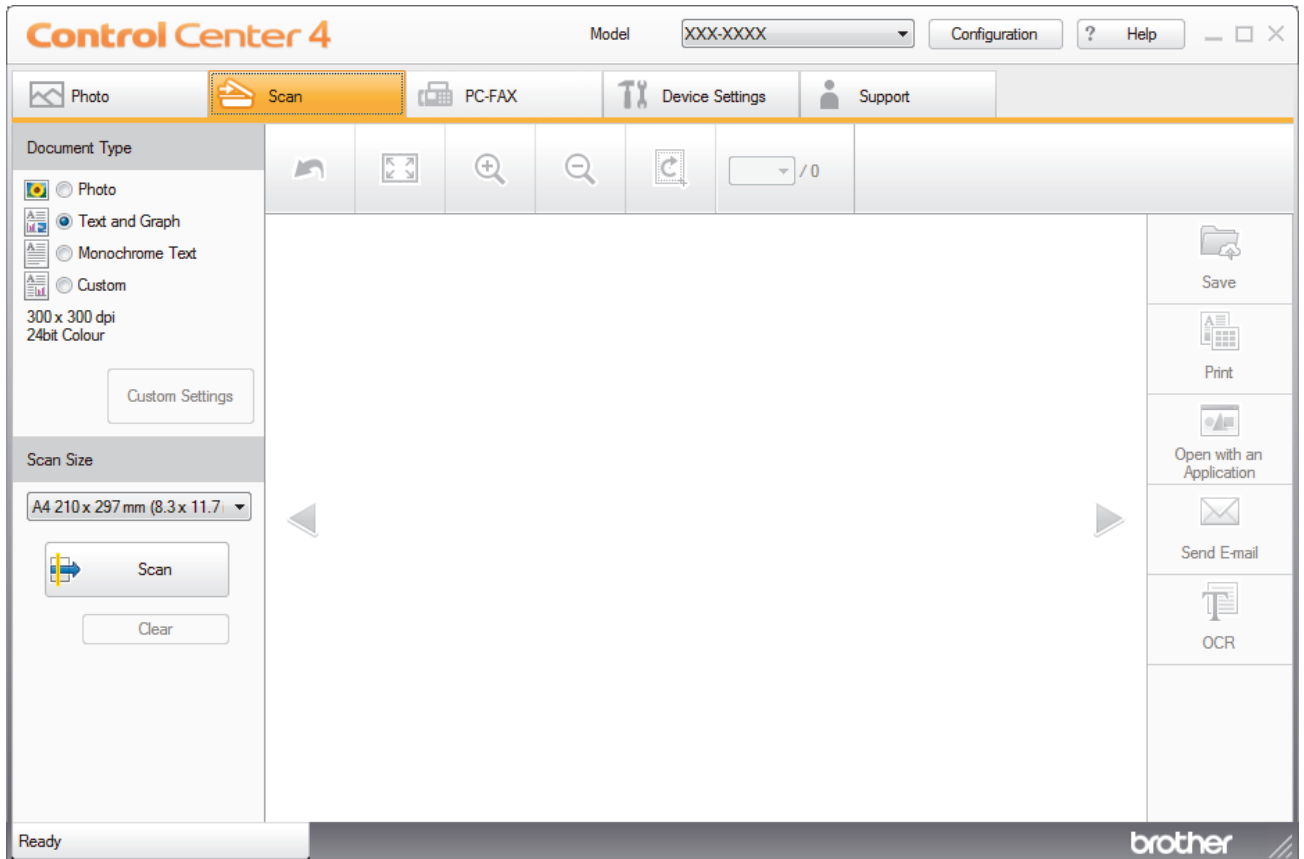 Control Center 4
Model
XXX-XXXX
Configuration
? Help
Photo
Scan
PC-FAX
Device Settings
Support
Document Type
Photo
Text and Graph
Monochrome Text
Custom
300 x 300 dpi
24bit Colour
Custom Settings
Scan Size
A4 210 x 297 mm (8.3 x 11.7
Scan
Clear
/ 0
Save
Print
Open with an
Application
Send E-mail
OCR
Ready
brother